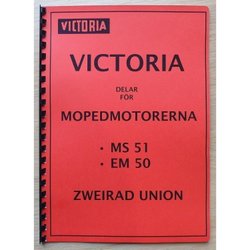 VICTORIA
VICTORIA
DELAR
FÖR
MOPEDMOTORERNA
• MS 51
• EM 50
ZWEIRAD UNION